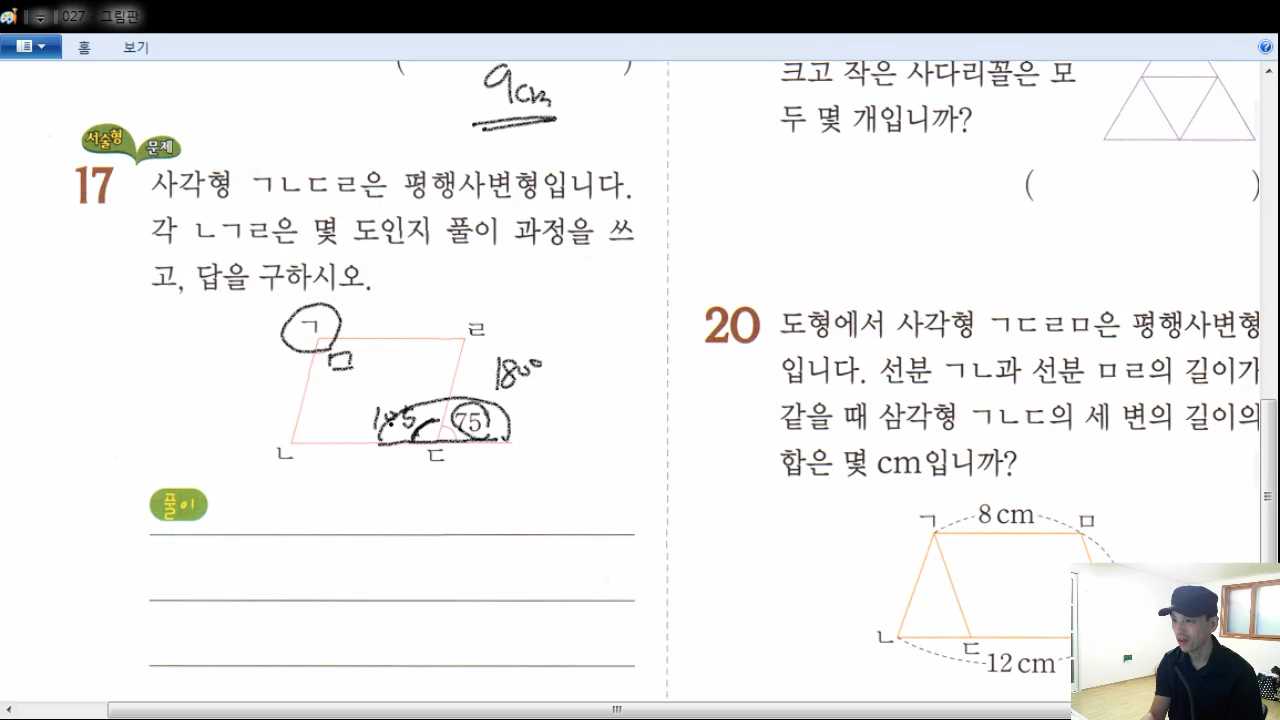 027 - 그림판
홈 보기
( )
9cm
서술형 문제
17 사각형 ㄱㄴㄷㄹ은 평행사변형입니다.
각 ㄴㄱㄹ은 몇 도인지 풀이 과정을 쓰
고, 답을 구하시오.
ㄱ ㄹ
ㅁ
180°
105 75
ㄴ ㄷ
풀이
크고 작은 사다리꼴은 모
두 몇 개입니까?
( )
20 도형에서 사각형 ㄱㄷㄹㅁ은 평행사변형
입니다. 선분 ㄱㄴ과 선분 ㅁㄹ의 길이가
같을 때 삼각형 ㄱㄴㄷ의 세 변의 길이의
합은 몇 cm입니까?
ㄱ 8 cm ㅁ
ㄴ ㄷ
12 cm